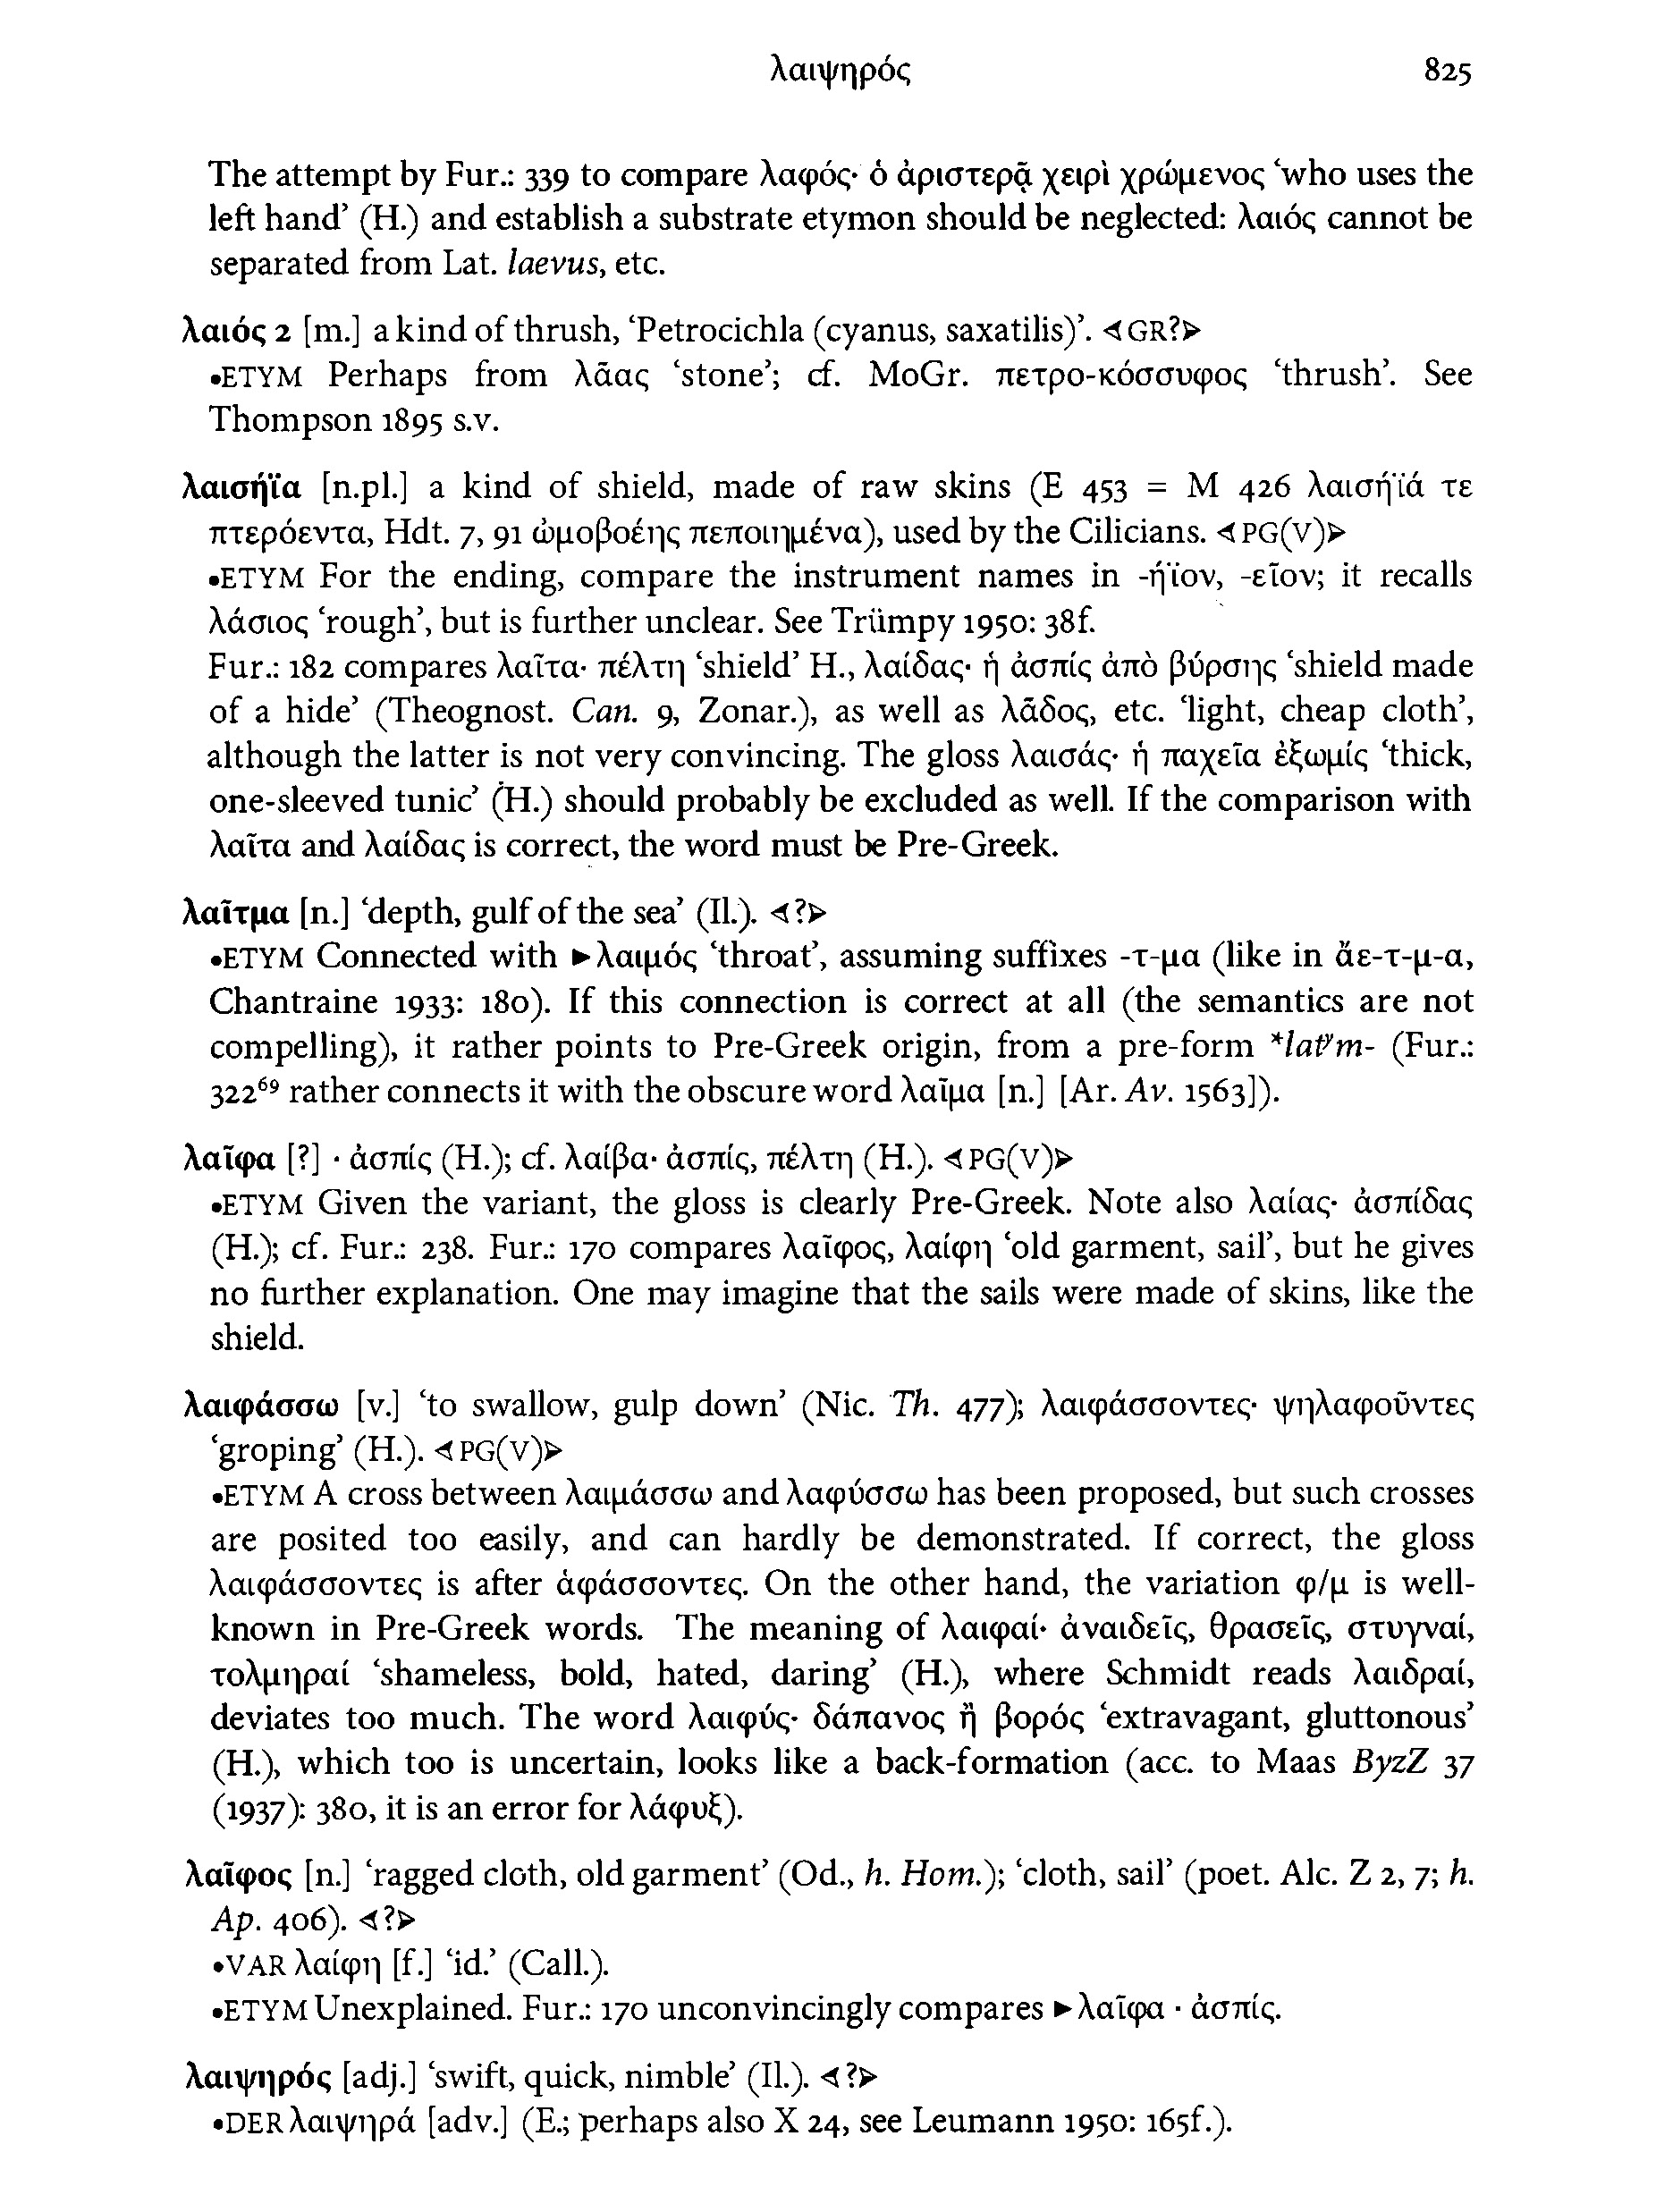 λαιψηρός 825
The attempt by Fur.: 339 to compare λαφός· ὁ ἀριστερᾷ χειρὶ χρώμενος ‘who uses the
left hand’ (H.) and establish a substrate etymon should be neglected: λαιός cannot be
separated from Lat. laevus, etc.
λαιός 2 [m.] a kind of thrush, ‘Petrocichla (cyanus, saxatilis)’. ⊲GR?⊳
•ETYM Perhaps from λᾶας ‘stone’; cf. MoGr. πετρο-κόσσυφος ‘thrush’. See
Thompson 1895 s.v.
λαισήϊα [n.pl.] a kind of shield, made of raw skins (E 453 = M 426 λαισήϊά τε
πτερόεντα, Hdt. 7, 91 ὠμοβοέης πεποιημένα), used by the Cilicians. ⊲PG(V)⊳
•ETYM For the ending, compare the instrument names in -ήϊον, -εῖον; it recalls
λάσιος ‘rough’, but is further unclear. See Trümpy 1950: 38f.
Fur.: 182 compares λαῖτα· πέλτη ‘shield’ H., λαίδας· ἡ ἀσπίς ἀπὸ βύρσης ‘shield made
of a hide’ (Theognost. Can. 9, Zonar.), as well as λᾶδος, etc. ‘light, cheap cloth’,
although the latter is not very convincing. The gloss λαισάς· ἡ παχεῖα ἐξωμίς ‘thick,
one-sleeved tunic’ (H.) should probably be excluded as well. If the comparison with
λαῖτα and λαίδας is correct, the word must be Pre-Greek.
λαῖτμα [n.] ‘depth, gulf of the sea’ (Il.). ⊲?⊳
•ETYM Connected with ►λαιμός ‘throat’, assuming suffixes -τ-μα (like in ἄε-τ-μ-α,
Chantraine 1933: 180). If this connection is correct at all (the semantics are not
compelling), it rather points to Pre-Greek origin, from a pre-form *latʸm- (Fur.:
322⁶⁹ rather connects it with the obscure word λαῖμα [n.] [Ar. Av. 1563]).
λαῖφα [?] · ἀσπίς (H.); cf. λαίβα· ἀσπίς, πέλτη (H.). ⊲PG(V)⊳
•ETYM Given the variant, the gloss is clearly Pre-Greek. Note also λαίας· ἀσπίδας
(H.); cf. Fur.: 238. Fur.: 170 compares λαῖφος, λαίφη ‘old garment, sail’, but he gives
no further explanation. One may imagine that the sails were made of skins, like the
shield.
λαιφάσσω [v.] ‘to swallow, gulp down’ (Nic. Th. 477); λαιφάσσοντες· ψηλαφοῦντες
‘groping’ (H.). ⊲PG(V)⊳
•ETYM A cross between λαιμάσσω and λαφύσσω has been proposed, but such crosses
are posited too easily, and can hardly be demonstrated. If correct, the gloss
λαιφάσσοντες is after ἀφάσσοντες. On the other hand, the variation φ/μ is well-
known in Pre-Greek words. The meaning of λαιφαί· ἀναιδεῖς, θρασεῖς, στυγναί,
τολμηραί ‘shameless, bold, hated, daring’ (H.), where Schmidt reads λαιδραί,
deviates too much. The word λαιφύς· δάπανος ἢ βορός ‘extravagant, gluttonous’
(H.), which too is uncertain, looks like a back-formation (acc. to Maas ByzZ 37
(1937): 380, it is an error for λάφυξ).
λαῖφος [n.] ‘ragged cloth, old garment’ (Od., h. Hom.); ‘cloth, sail’ (poet. Alc. Z 2, 7; h.
Ap. 406). ⊲?⊳
•VAR λαίφη [f.] ‘id.’ (Call.).
•ETYM Unexplained. Fur.: 170 unconvincingly compares ►λαῖφα · ἀσπίς.
λαιψηρός [adj.] ‘swift, quick, nimble’ (Il.). ⊲?⊳
•DER λαιψηρά [adv.] (E.; perhaps also X 24, see Leumann 1950: 165f.).